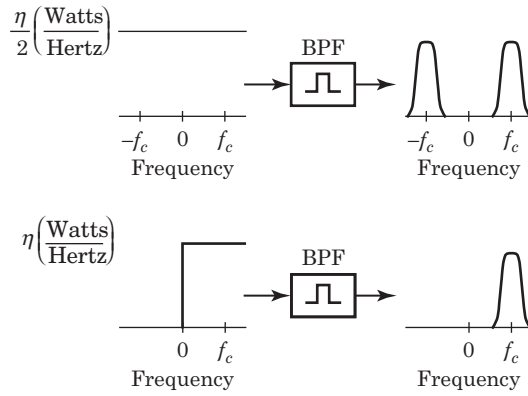 η/2 (Watts/Hertz)
BPF
−f_c 0 f_c
Frequency
−f_c 0 f_c
Frequency
η (Watts/Hertz)
BPF
0 f_c
Frequency
0 f_c
Frequency